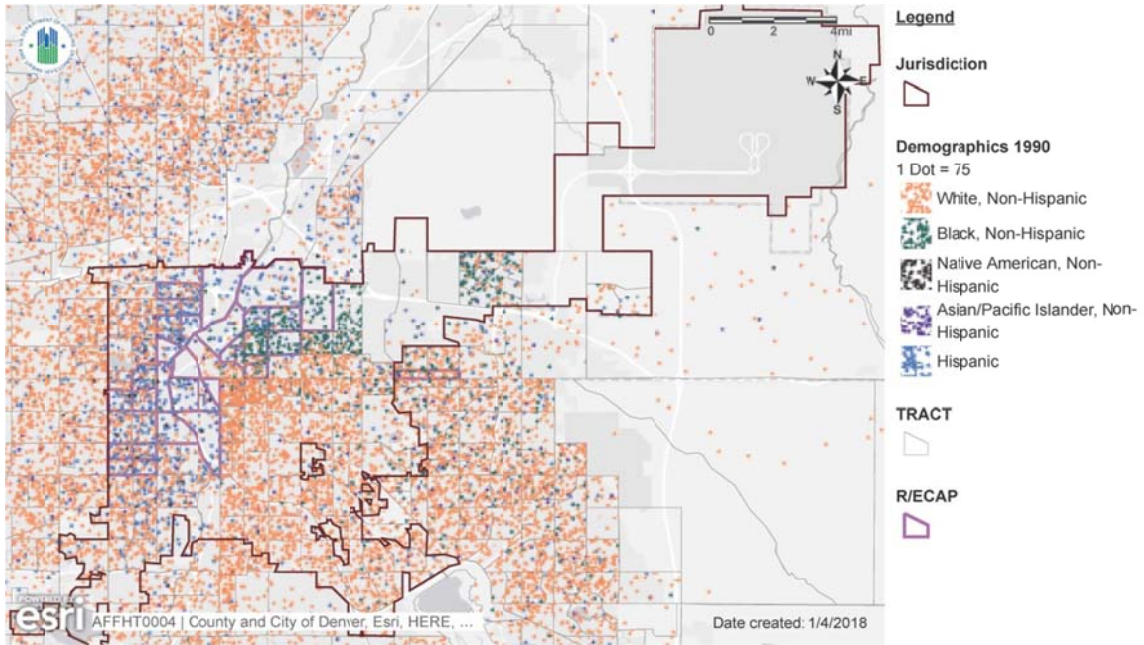 0 2 4mi
N
W E
S
Legend
Jurisdiction
Demographics 1990
1 Dot = 75
White, Non-Hispanic
Black, Non-Hispanic
Native American, Non-
Hispanic
Asian/Pacific Islander, Non-
Hispanic
Hispanic
TRACT
R/ECAP
POWERED BY
esri
AFFHT0004 | County and City of Denver, Esri, HERE, ...
Date created: 1/4/2018